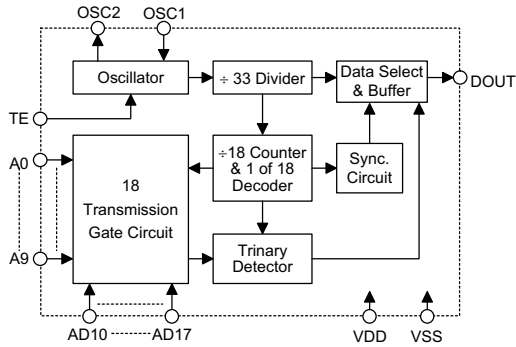 OSC2 OSC1
Oscillator
÷ 33 Divider
Data Select
& Buffer
DOUT
TE
A0
A9
18
Transmission
Gate Circuit
÷18 Counter
& 1 of 18
Decoder
Sync.
Circuit
Trinary
Detector
AD10 AD17 VDD VSS